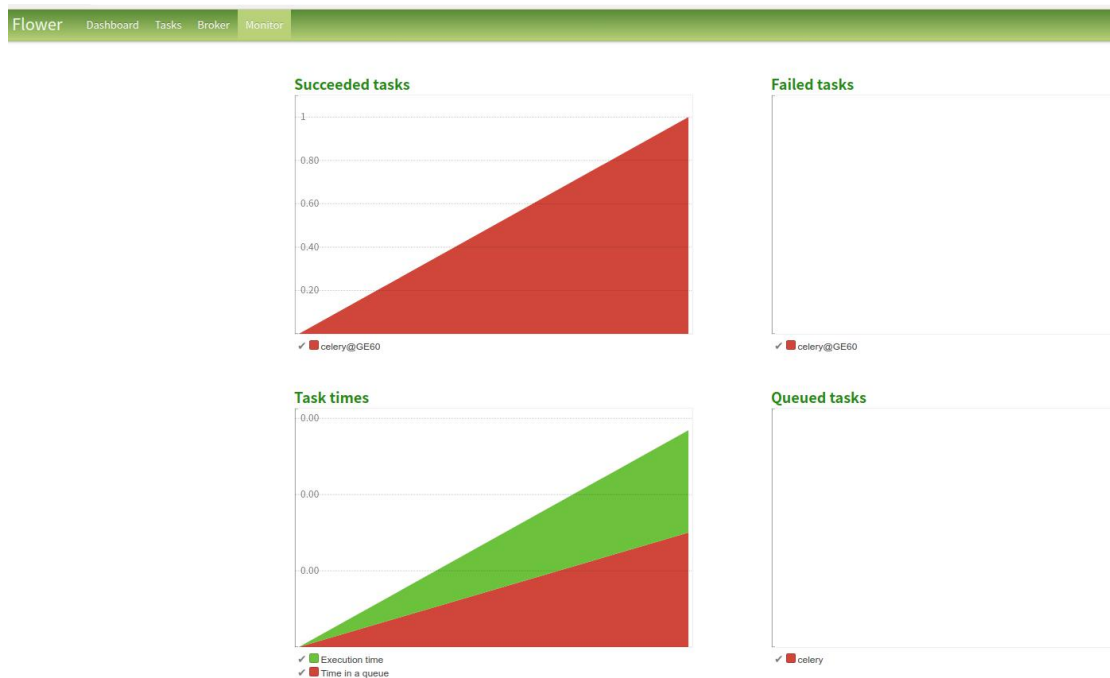 Flower Dashboard Tasks Broker Monitor
Succeeded tasks
1
0.80
0.60
0.40
0.20
✔ celery@GE60
Failed tasks
✔ celery@GE60
Task times
0.00
0.00
0.00
✔ Execution time
✔ Time in a queue
Queued tasks
✔ celery